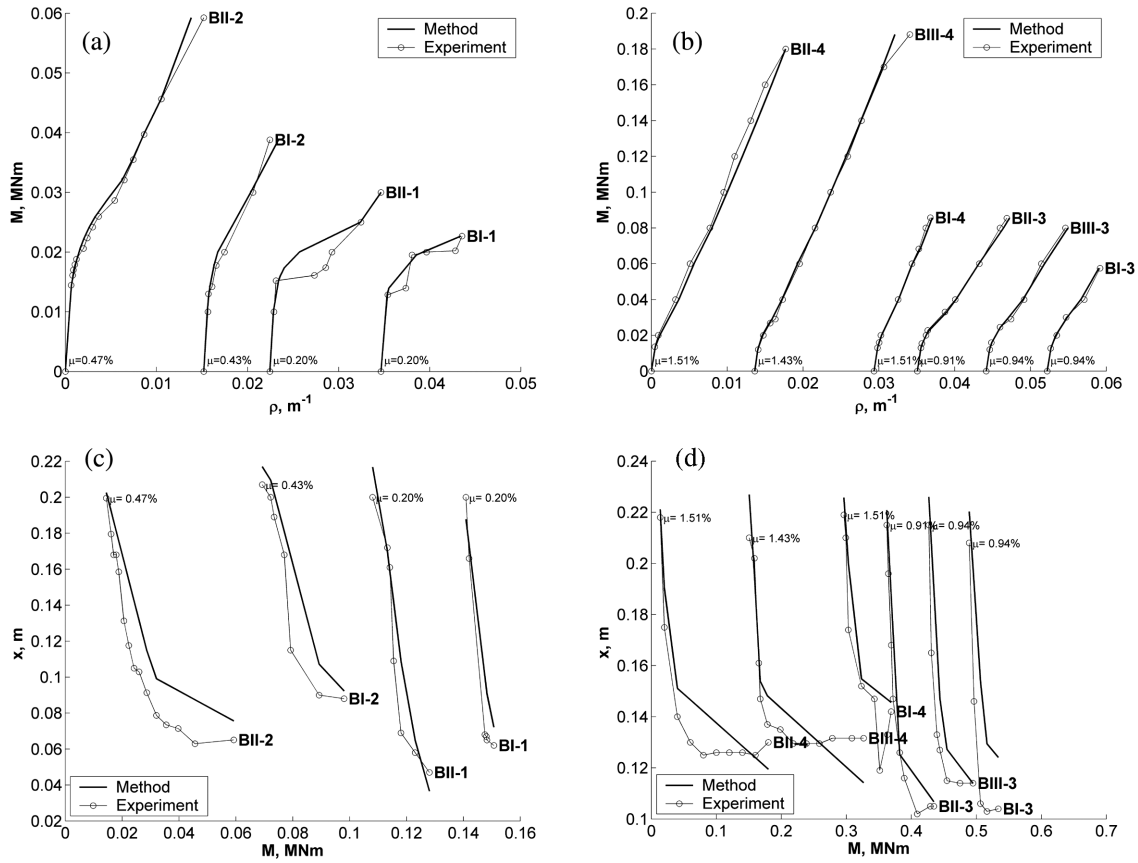 (a)
0.06
0.05
0.04
0.03
0.02
0.01
0
M, MNm
BII-2
BI-2
BII-1
BI-1
Method
Experiment
μ=0.47%
μ=0.43%
μ=0.20%
μ=0.20%
0
0.01
0.02
0.03
0.04
0.05
ρ, m⁻¹
(b)
0.2
0.18
0.16
0.14
0.12
0.1
0.08
0.06
0.04
0.02
0
M, MNm
BII-4
BIII-4
BI-4
BII-3
BIII-3
BI-3
Method
Experiment
μ=1.51%
μ=1.43%
μ=1.51%
μ=0.91%
μ=0.94%
μ=0.94%
0
0.01
0.02
0.03
0.04
0.05
0.06
ρ, m⁻¹
(c)
0.22
0.2
0.18
0.16
0.14
0.12
0.1
0.08
0.06
0.04
0.02
x, m
μ= 0.47%
μ= 0.43%
μ= 0.20%
μ= 0.20%
BII-2
BI-2
BII-1
BI-1
Method
Experiment
0
0.02
0.04
0.06
0.08
0.1
0.12
0.14
0.16
M, MNm
(d)
0.24
0.22
0.2
0.18
0.16
0.14
0.12
0.1
x, m
μ= 1.51%
μ= 1.43%
μ= 1.51%
μ= 0.91%
μ= 0.94%
μ= 0.94%
BI-4
BII-4
BIII-4
BII-3
BIII-3
BI-3
Method
Experiment
0
0.1
0.2
0.3
0.4
0.5
0.6
0.7
M, MNm